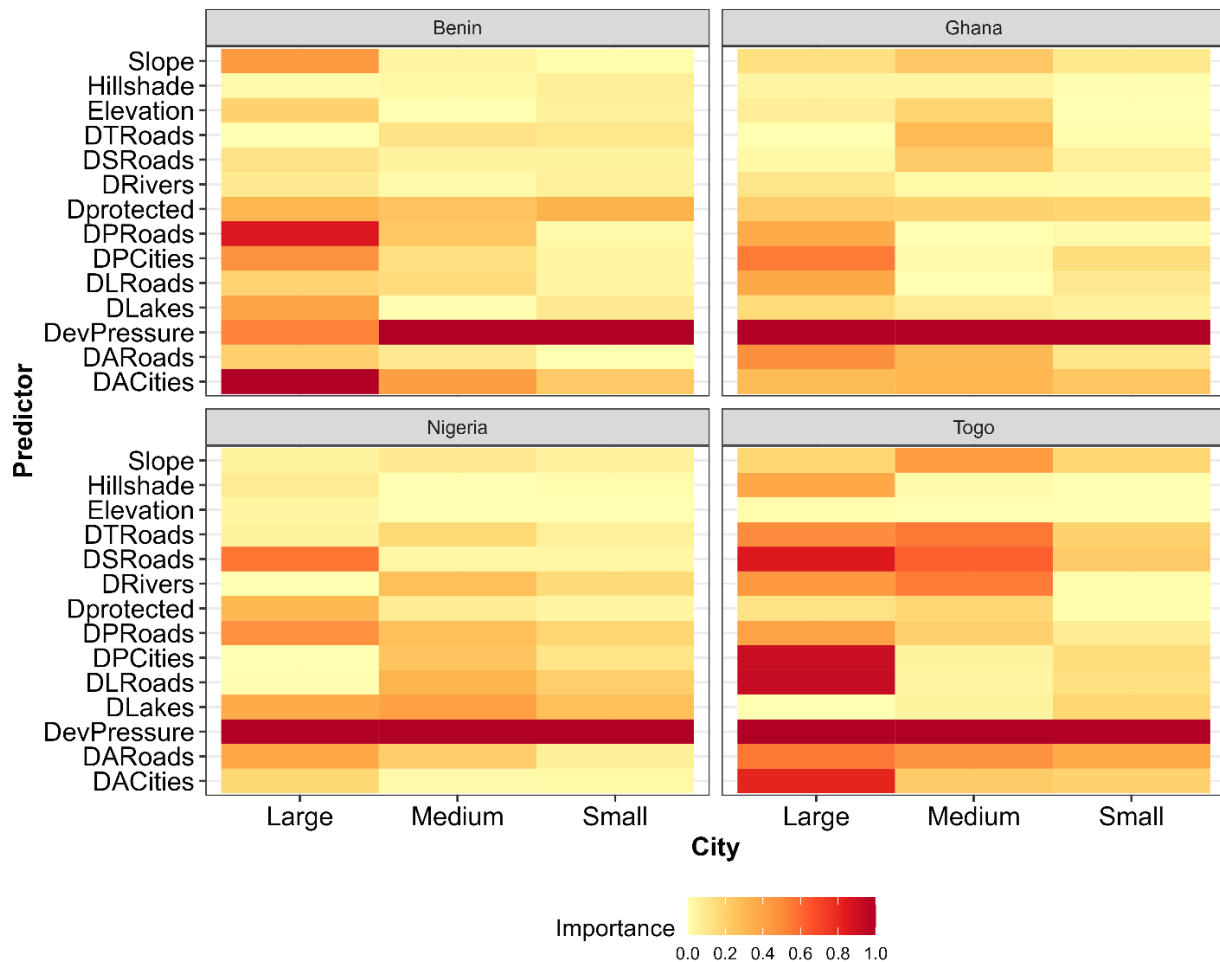 Benin
Ghana
Slope
Hillshade
Elevation
DTRoads
DSRoads
DRivers
Dprotected
DPRoads
DPCities
DLRoads
DLakes
DevPressure
DARoads
DACities
Predictor
Nigeria
Togo
Slope
Hillshade
Elevation
DTRoads
DSRoads
DRivers
Dprotected
DPRoads
DPCities
DLRoads
DLakes
DevPressure
DARoads
DACities
Large Medium Small Large Medium Small
City
Importance
0.0 0.2 0.4 0.6 0.8 1.0